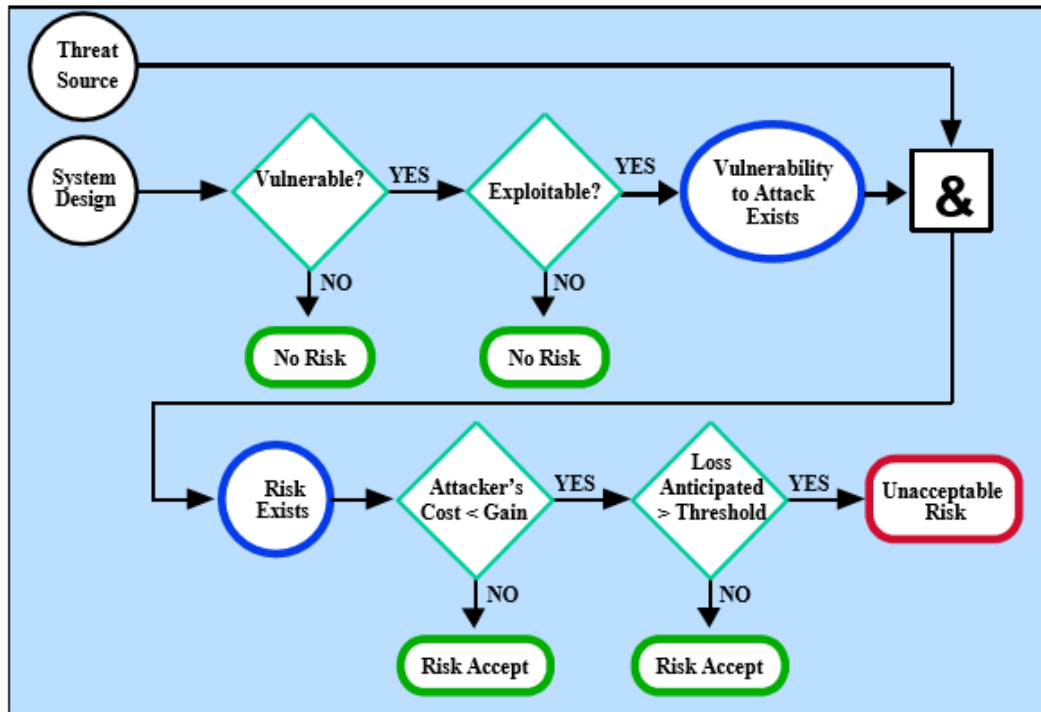 Threat
Source
System
Design
Vulnerable?
YES
Exploitable?
YES
Vulnerability
to Attack
Exists
&
NO
NO
No Risk
No Risk
Risk
Exists
Attacker's
Cost < Gain
YES
Loss
Anticipated
> Threshold
YES
Unacceptable
Risk
NO
NO
Risk Accept
Risk Accept